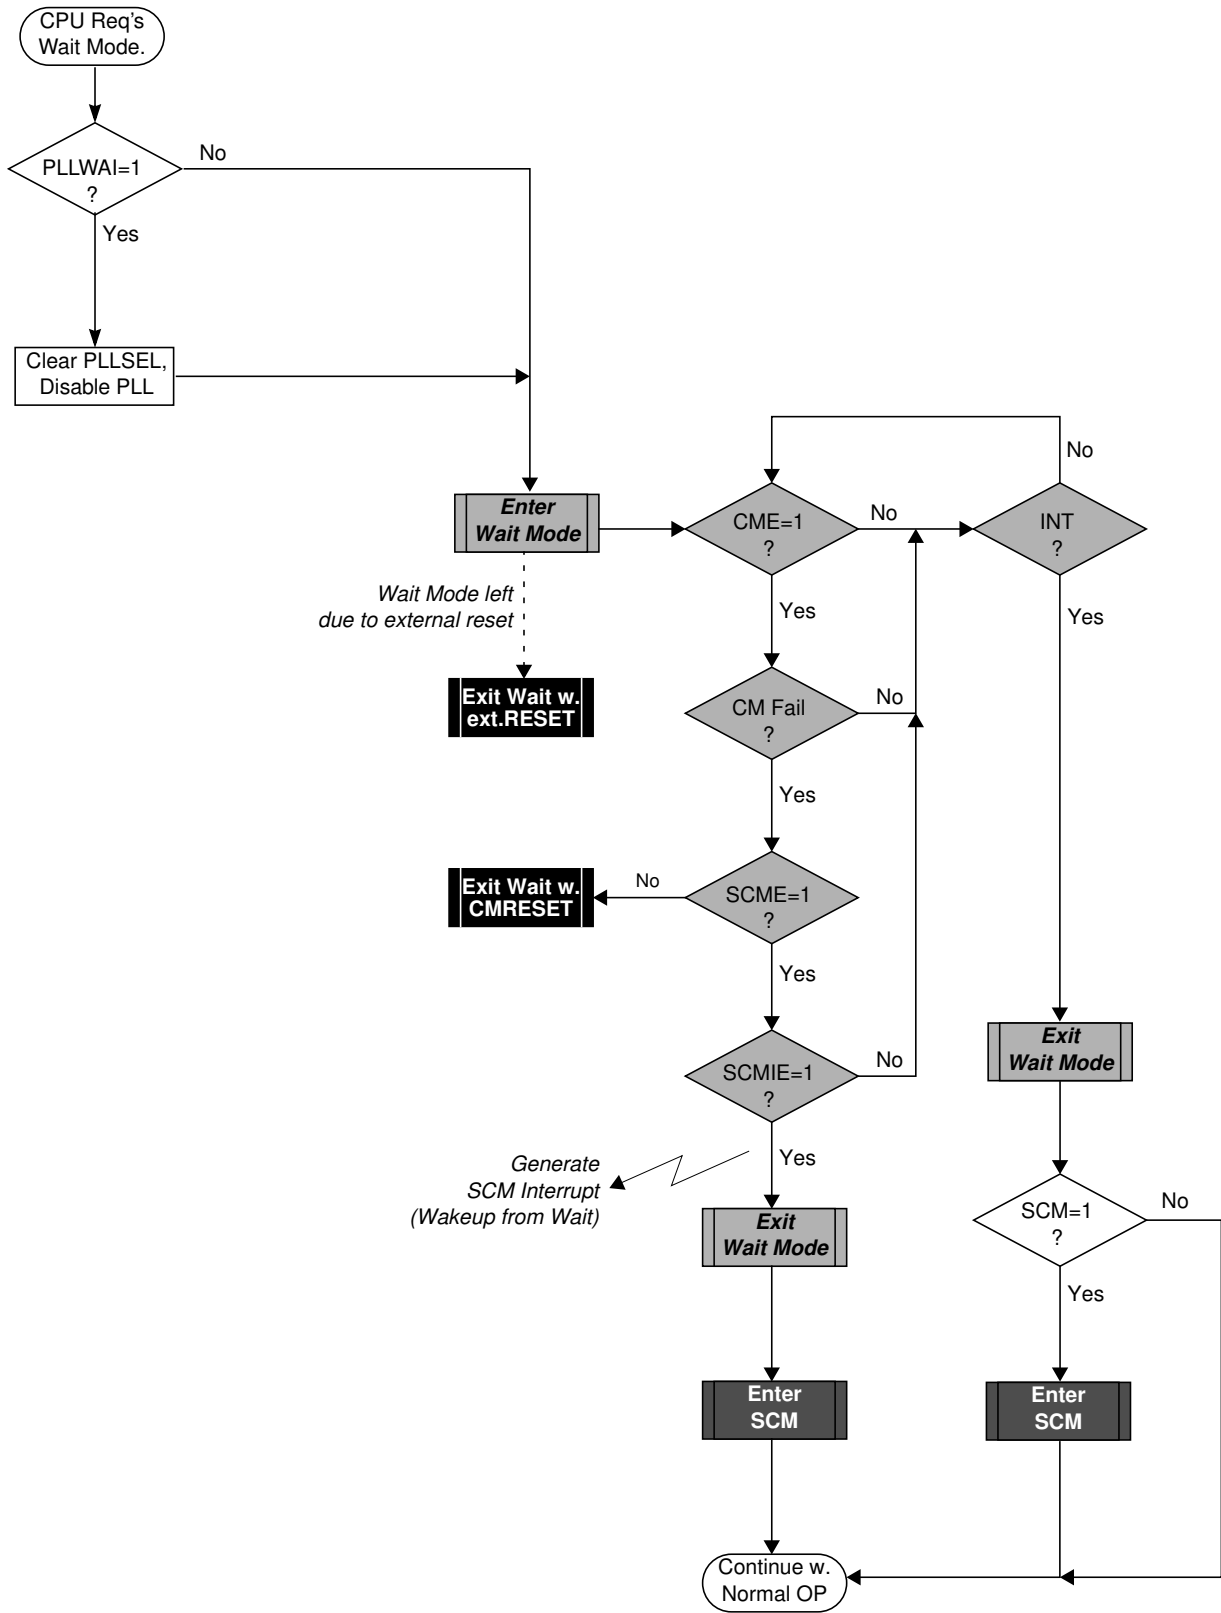 CPU Req's
Wait Mode.
PLLWAI=1
?
No
Yes
Clear PLLSEL,
Disable PLL
No
Enter
Wait Mode
CME=1
?
No
INT
?
Wait Mode left
due to external reset
Yes
Yes
Exit Wait w.
ext.RESET
CM Fail
?
No
Yes
Exit Wait w.
CMRESET
No
SCME=1
?
Yes
SCMIE=1
?
No
Exit
Wait Mode
Generate
SCM Interrupt
(Wakeup from Wait)
Yes
Exit
Wait Mode
SCM=1
?
No
Yes
Enter
SCM
Enter
SCM
Continue w.
Normal OP